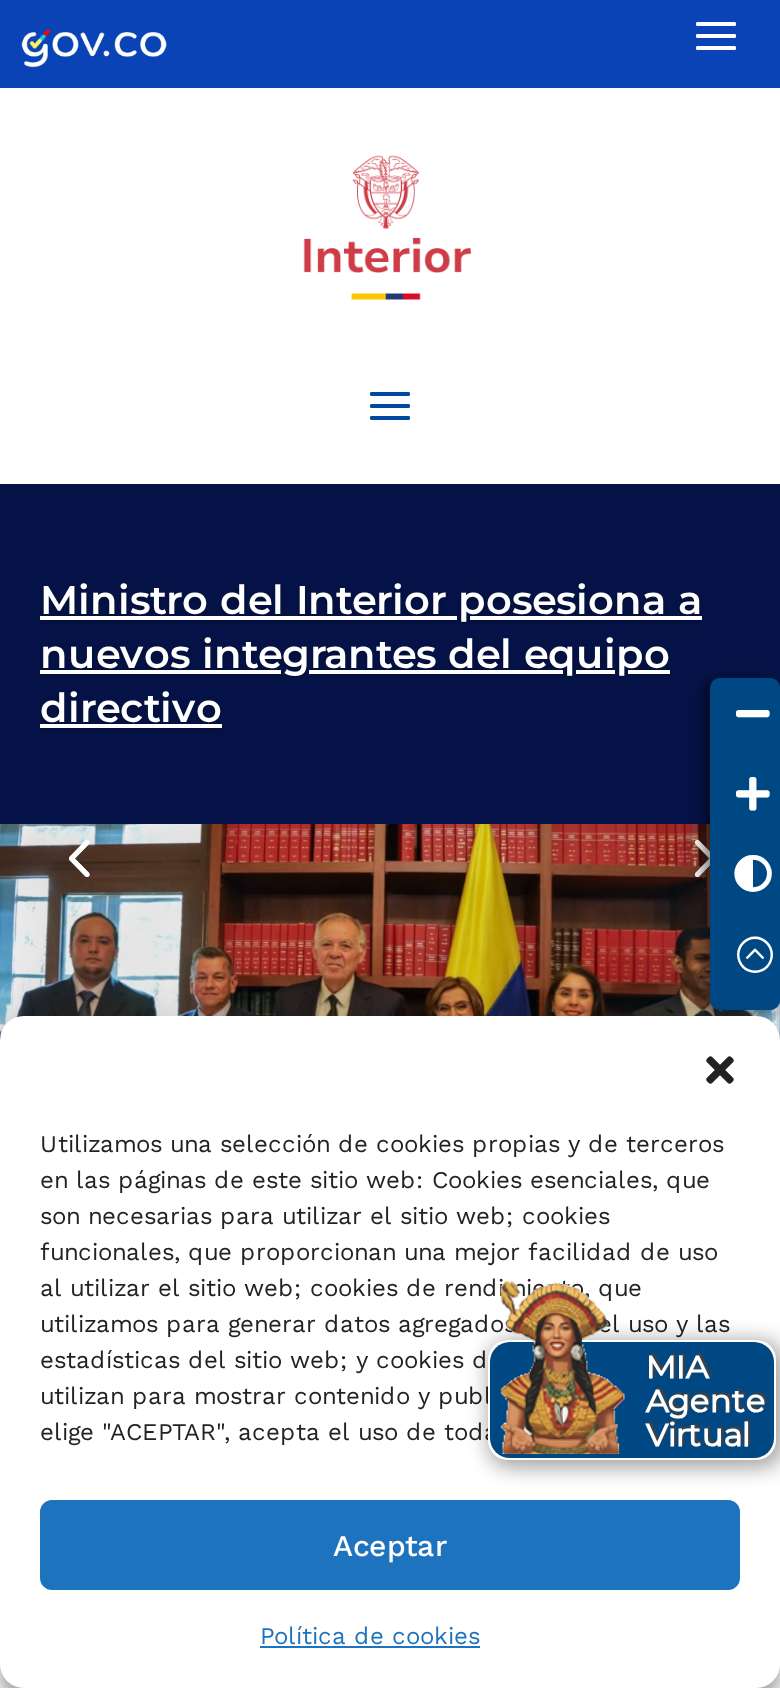 gov.co
Interior
Ministro del Interior posesiona a
nuevos integrantes del equipo
directivo
Utilizamos una selección de cookies propias y de terceros
en las páginas de este sitio web: Cookies esenciales, que
son necesarias para utilizar el sitio web; cookies
funcionales, que proporcionan una mejor facilidad de uso
al utilizar el sitio web; cookies de rendimiento, que
utilizamos para generar datos agregados el uso y las
estadísticas del sitio web; y cookies
utilizan para mostrar contenido y
elige "ACEPTAR", acepta el uso de
MIA
Agente
Virtual
Aceptar
Política de cookies